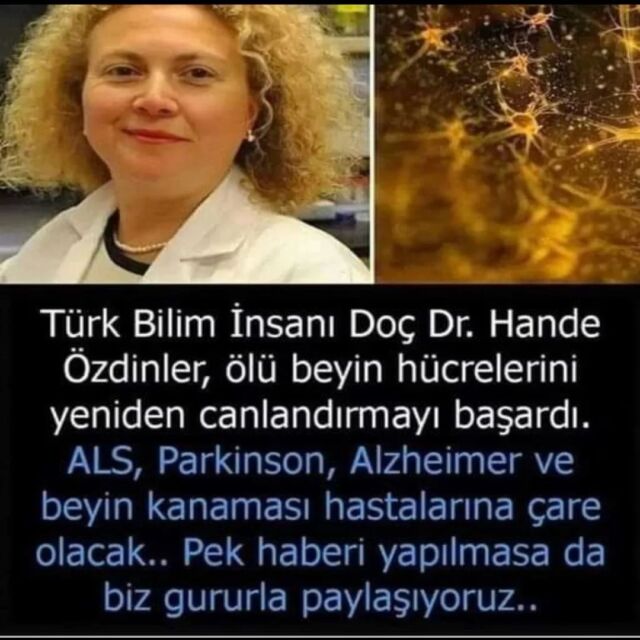 Türk Bilim İnsanı Doç Dr. Hande
Özdinler, ölü beyin hücrelerini
yeniden canlandırmayı başardı.
ALS, Parkinson, Alzheimer ve
beyin kanaması hastalarına çare
olacak.. Pek haberi yapılmasa da
biz gururla paylaşıyoruz..